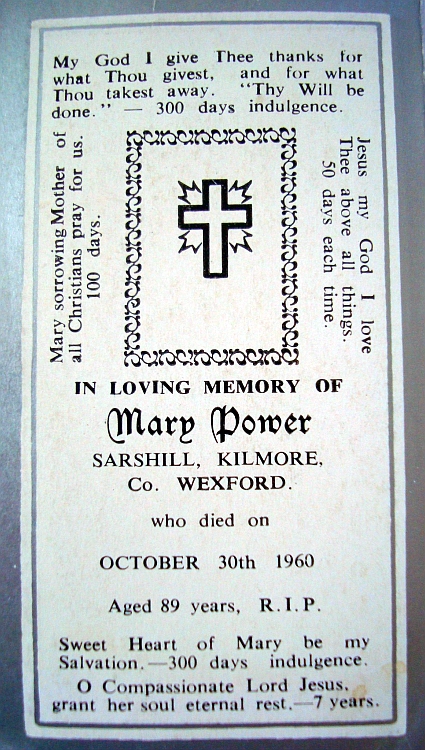 My God I give Thee thanks for
what Thou givest, and for what
Thou takest away. "Thy Will be
done." — 300 days indulgence.
Mary sorrowing Mother of
all Christians pray for us.
100 days.
Jesus my God I love
Thee above all things.
50 days each time.
IN LOVING MEMORY OF
Mary Power
SARSHILL, KILMORE,
Co. WEXFORD.
who died on
OCTOBER 30th 1960
Aged 89 years, R.I.P.
Sweet Heart of Mary be my
Salvation.—300 days indulgence.
O Compassionate Lord Jesus,
grant her soul eternal rest.—7 years.